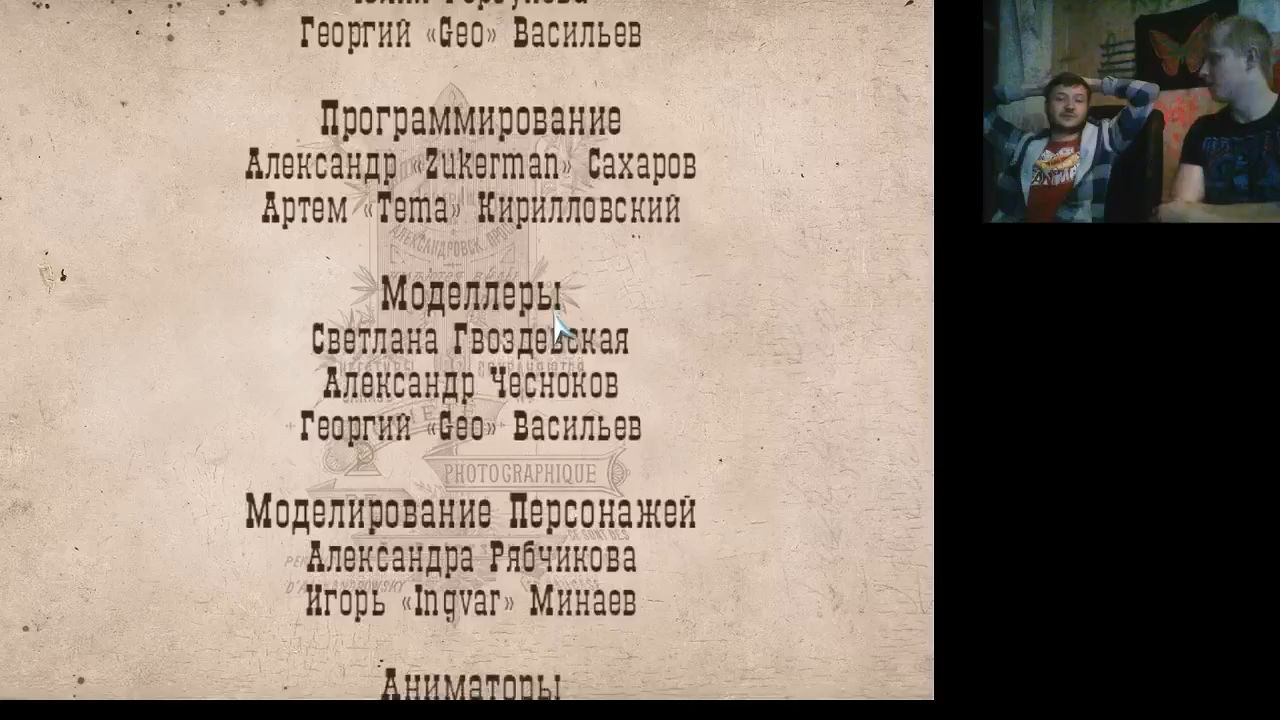 Георгий «Geo» Васильев
Программирование
Александр «Zukerman» Сахаров
Артем «Tema» Кирилловский
Моделлеры
Светлана Гвоздевская
Александр Чесноков
Георгий «Geo» Васильев
PHOTOGRAPHIQUE
Моделирование Персонажей
Александра Рябчикова
Игорь «Ingvar» Минаев
Аниматоры